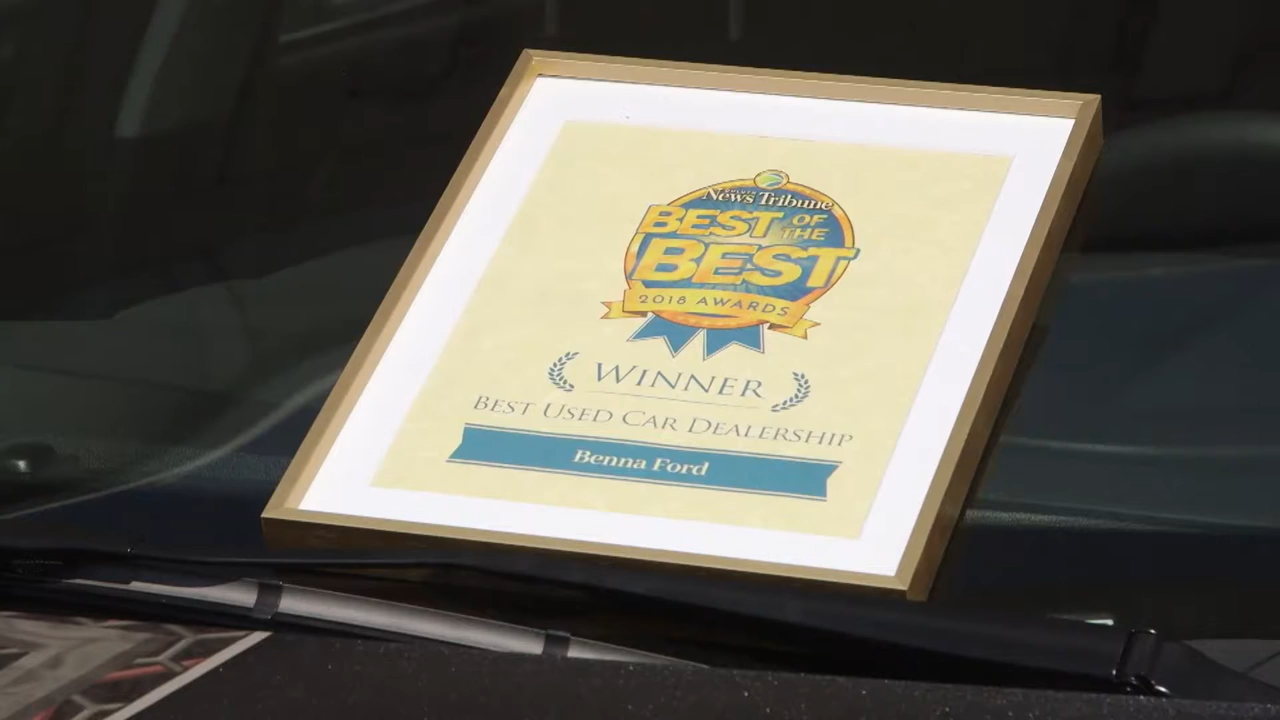 DULUTH
News Tribune
BEST OF THE
BEST
2018 AWARDS
WINNER
BEST USED CAR DEALERSHIP
Benna Ford